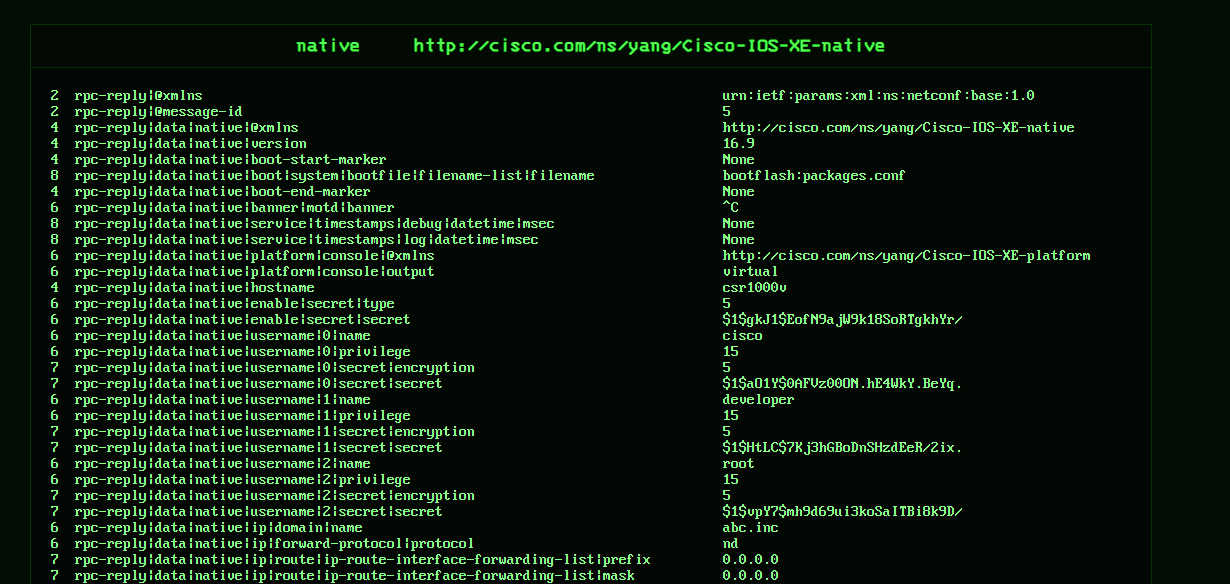 native http://cisco.com/ns/yang/Cisco-IOS-XE-native
2 rpc-reply|@xmlns urn:ietf:params:xml:ns:netconf:base:1.0
2 rpc-reply|@message-id 5
4 rpc-reply|data|native|@xmlns http://cisco.com/ns/yang/Cisco-IOS-XE-native
4 rpc-reply|data|native|version 16.9
4 rpc-reply|data|native|boot-start-marker None
8 rpc-reply|data|native|boot|system|bootfile|filename-list|filename bootflash:packages.conf
4 rpc-reply|data|native|boot-end-marker None
6 rpc-reply|data|native|banner|motd|banner ^C
8 rpc-reply|data|native|service|timestamps|debug|datetime|msec None
8 rpc-reply|data|native|service|timestamps|log|datetime|msec None
6 rpc-reply|data|native|platform|console|@xmlns http://cisco.com/ns/yang/Cisco-IOS-XE-platform
6 rpc-reply|data|native|platform|console|output virtual
4 rpc-reply|data|native|hostname csr1000v
6 rpc-reply|data|native|enable|secret|type 5
6 rpc-reply|data|native|enable|secret|secret $1$gkJ1$EofN9ajW9k18SoRTgkhYr/
6 rpc-reply|data|native|username|0|name cisco
6 rpc-reply|data|native|username|0|privilege 15
7 rpc-reply|data|native|username|0|secret|encryption 5
7 rpc-reply|data|native|username|0|secret|secret $1$aO1Y$0AFVz00ON.hE4WkY.BeYq.
6 rpc-reply|data|native|username|1|name developer
6 rpc-reply|data|native|username|1|privilege 15
7 rpc-reply|data|native|username|1|secret|encryption 5
7 rpc-reply|data|native|username|1|secret|secret $1$HtLC$7Kj3hGBoDnSHzdEeR/2ix.
6 rpc-reply|data|native|username|2|name root
6 rpc-reply|data|native|username|2|privilege 15
7 rpc-reply|data|native|username|2|secret|encryption 5
7 rpc-reply|data|native|username|2|secret|secret $1$vpY7$mh9d69ui3koSaITBi8k9D/
6 rpc-reply|data|native|ip|domain|name abc.inc
6 rpc-reply|data|native|ip|forward-protocol|protocol nd
7 rpc-reply|data|native|ip|route|ip-route-interface-forwarding-list|prefix 0.0.0.0
7 rpc-reply|data|native|ip|route|ip-route-interface-forwarding-list|mask 0.0.0.0